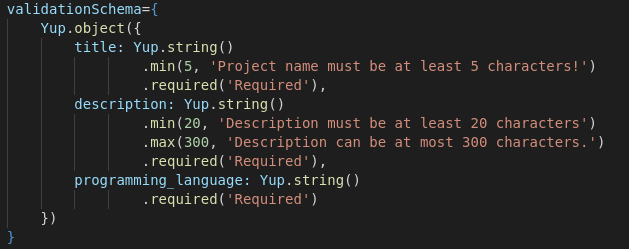 validationSchema={
    Yup.object({
        title: Yup.string()
                .min(5, 'Project name must be at least 5 characters!')
                .required('Required'),
        description: Yup.string()
                .min(20, 'Description must be at least 20 characters')
                .max(300, 'Description can be at most 300 characters.')
                .required('Required'),
        programming_language: Yup.string()
                .required('Required')
    })
}